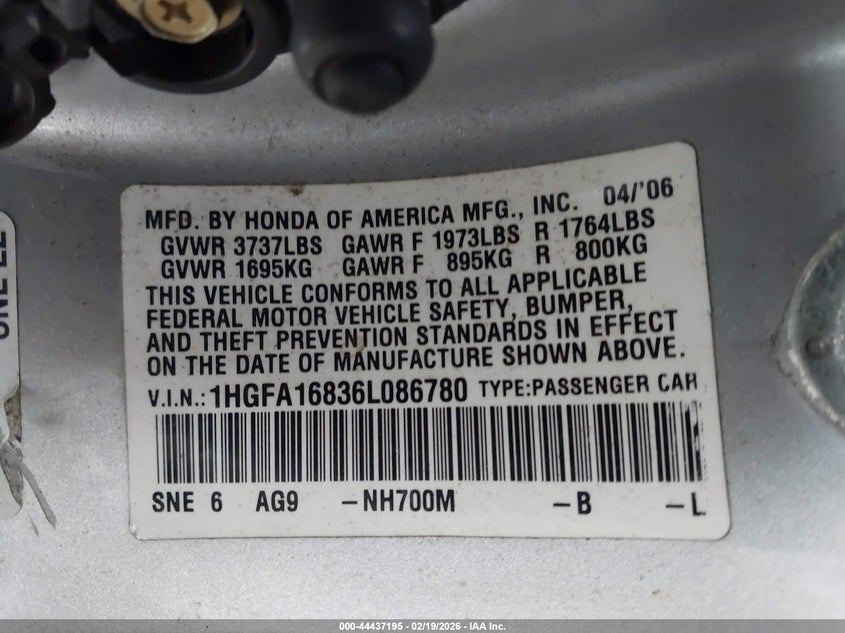 MFD. BY HONDA OF AMERICA MFG., INC. 04/'06
GVWR 3737LBS GAWR F 1973LBS R 1764LBS
GVWR 1695KG GAWR F 895KG R 800KG
THIS VEHICLE CONFORMS TO ALL APPLICABLE
FEDERAL MOTOR VEHICLE SAFETY, BUMPER,
AND THEFT PREVENTION STANDARDS IN EFFECT
ON THE DATE OF MANUFACTURE SHOWN ABOVE.
V.I.N.: 1HGFA16836L086780 TYPE:PASSENGER CAR
SNE 6 AG9 -NH700M -B -L
000-44437195 - 02/19/2026 - IAA Inc.